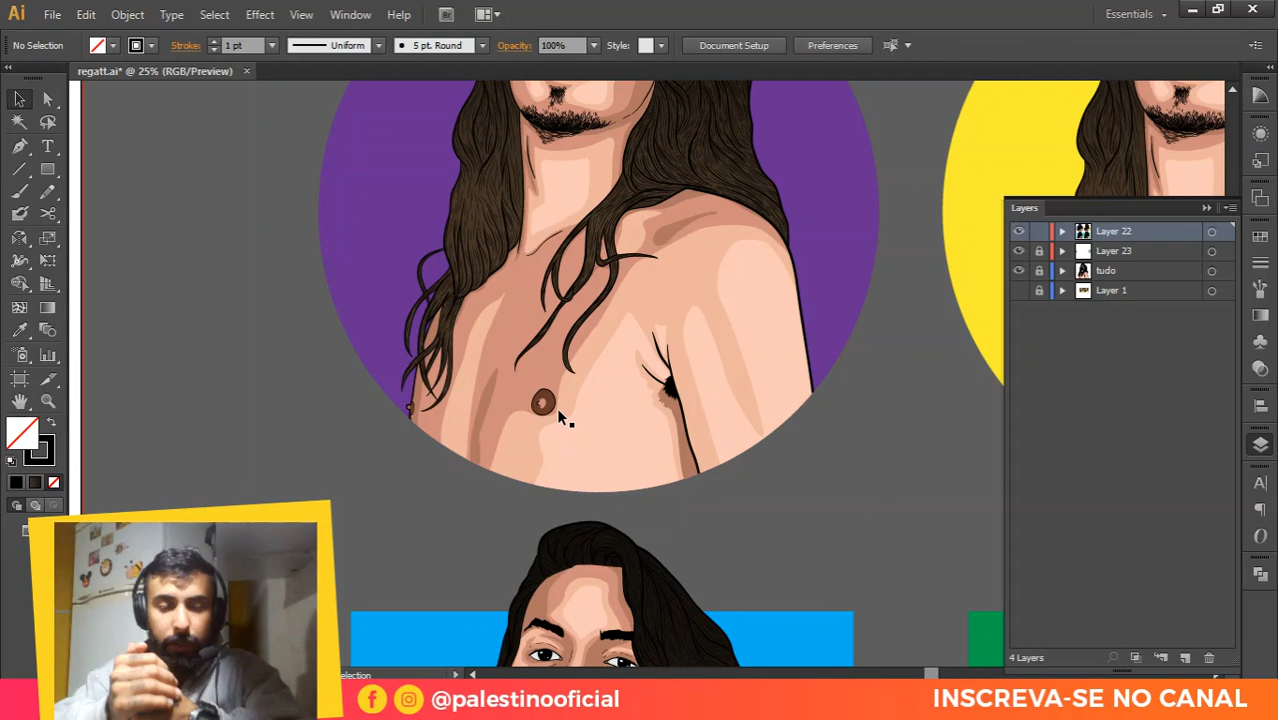 Ai File Edit Object Type Select Effect View Window Help Br Essentials
No Selection Stroke: 1 pt Uniform 5 pt. Round Opacity: 100% Style: Document Setup Preferences
regatt.ai* @ 25% (RGB/Preview)
Layers
Layer 22
Layer 23
tudo
Layer 1
4 Layers
@palestinooficial
INSCREVA-SE NO CANAL